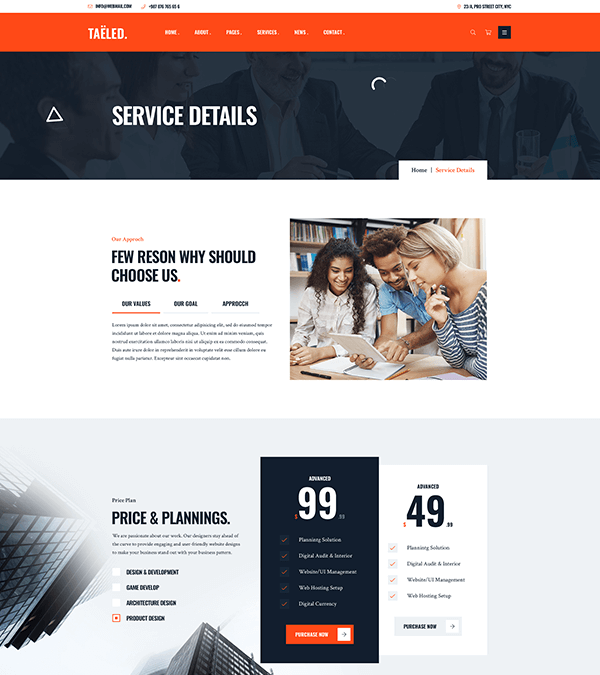 INFO@WEBMAIL.COM +987 876 765 65 6 23/A, PRO STREET CITY, NYC
TAËLED.
HOME . ABOUT . PAGES . SERVICES . NEWS . CONTACT .
SERVICE DETAILS
Home | Service Details
Our Approch
FEW RESON WHY SHOULD
CHOOSE US.
OUR VALUES OUR GOAL APPROCCH
Lorem ipsum dolor sit amet, consectetur adipisicing elit, sed do eiusmod tempor
incididunt ut labore et dolore magna aliqua. Ut enim ad minim veniam, quis
nostrud exercitation ullamco laboris nisi ut aliquip ex ea commodo consequat.
Duis aute irure dolor in reprehenderit in voluptate velit esse cillum dolore eu
fugiat nulla pariatur. Excepteur sint occaecat cupidatat non.
Price Plan
PRICE & PLANNINGS.
We are passionate about our work. Our designers stay ahead of
the curve to provide engaging and user-friendly website designs
to make your business stand out with your business pattern.
DESIGN & DEVELOPMENT
GAME DEVELOP
ARCHITECTURE DESIGN
PRODUCT DESIGN
ADVANCED
$99.99
Planning Solution
Digital Audit & Interior
Website/UI Management
Web Hosting Setup
Digital Currency
PURCHASE NOW
ADVANCED
$49.99
Planning Solution
Digital Audit & Interior
Website/UI Management
Web Hosting Setup
PURCHASE NOW